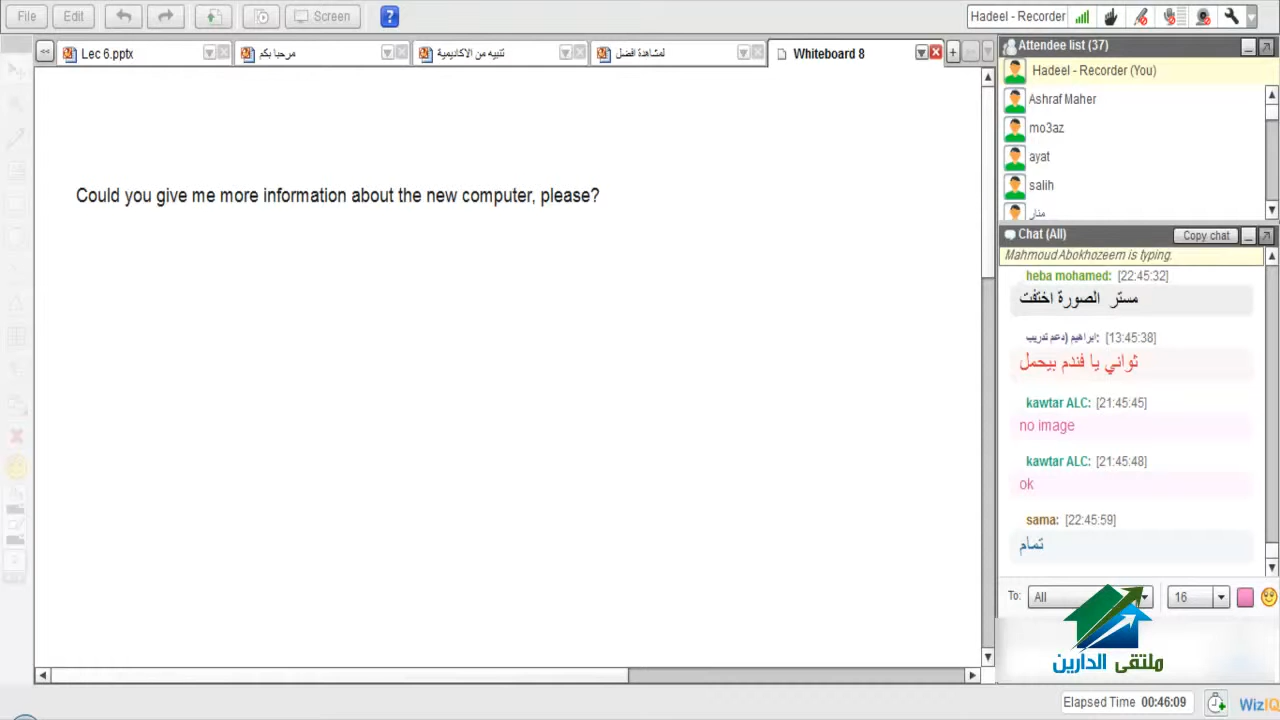 File Edit Screen ? Hadeel - Recorder
<< Lec 6.pptx مرحبا بكم تنبيه من الاكاديمية لمشاهدة افضل Whiteboard 8 +
Could you give me more information about the new computer, please?
Attendee list (37)
Hadeel - Recorder (You)
Ashraf Maher
mo3az
ayat
salih
منار
Chat (All) Copy chat
Mahmoud Abokhozeem is typing.
heba mohamed: [22:45:32]
مستر الصورة اختفت
ابراهيم (دعم تدريب: [13:45:38]
ثواني يا فندم بيحمل
kawtar ALC: [21:45:45]
no image
kawtar ALC: [21:45:48]
ok
sama: [22:45:59]
تمام
To: All 16
ملتقى الدارين
Elapsed Time 00:46:09 WizIQ